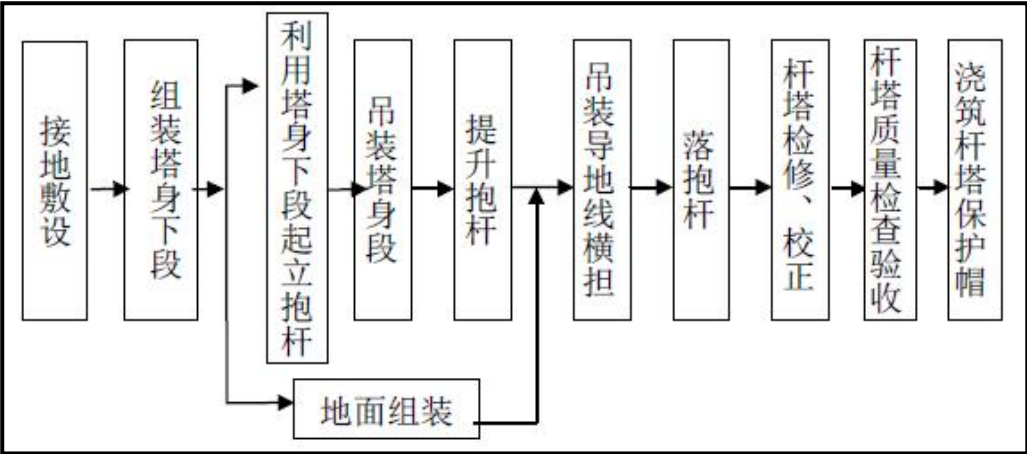 接地敷设
组装塔身下段
利用塔身下段起立抱杆
吊装塔身段
提升抱杆
地面组装
吊装导地线横担
落抱杆
杆塔检修、校正
杆塔质量检查验收
浇筑杆塔保护帽